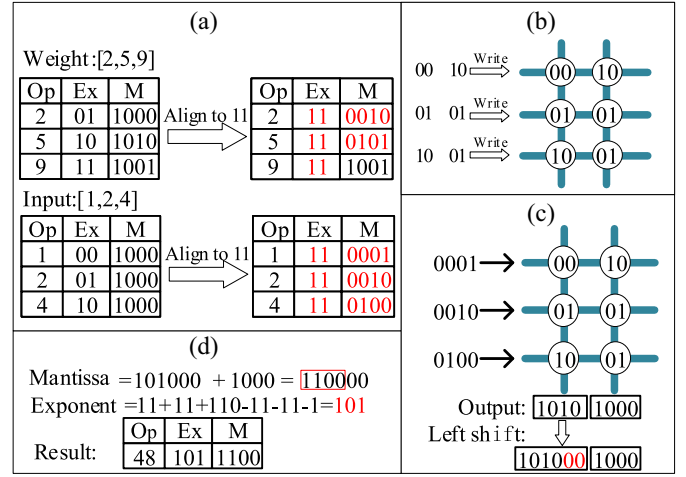 (a)
Weight:[2,5,9]
Op Ex M
2 01 1000
5 10 1010
9 11 1001
Align to 11
Op Ex M
2 11 0010
5 11 0101
9 11 1001
Input:[1,2,4]
Op Ex M
1 00 1000
2 01 1000
4 10 1000
Align to 11
Op Ex M
1 11 0001
2 11 0010
4 11 0100
(b)
00 10 Write 00 10
01 01 Write 01 01
10 01 Write 10 01
(c)
0001 00 10
0010 01 01
0100 10 01
Output: 1010 1000
Left shift:
101000 1000
(d)
Mantissa =101000 + 1000 = 110000
Exponent =11+11+110-11-11-1=101
Op Ex M
Result: 48 101 1100